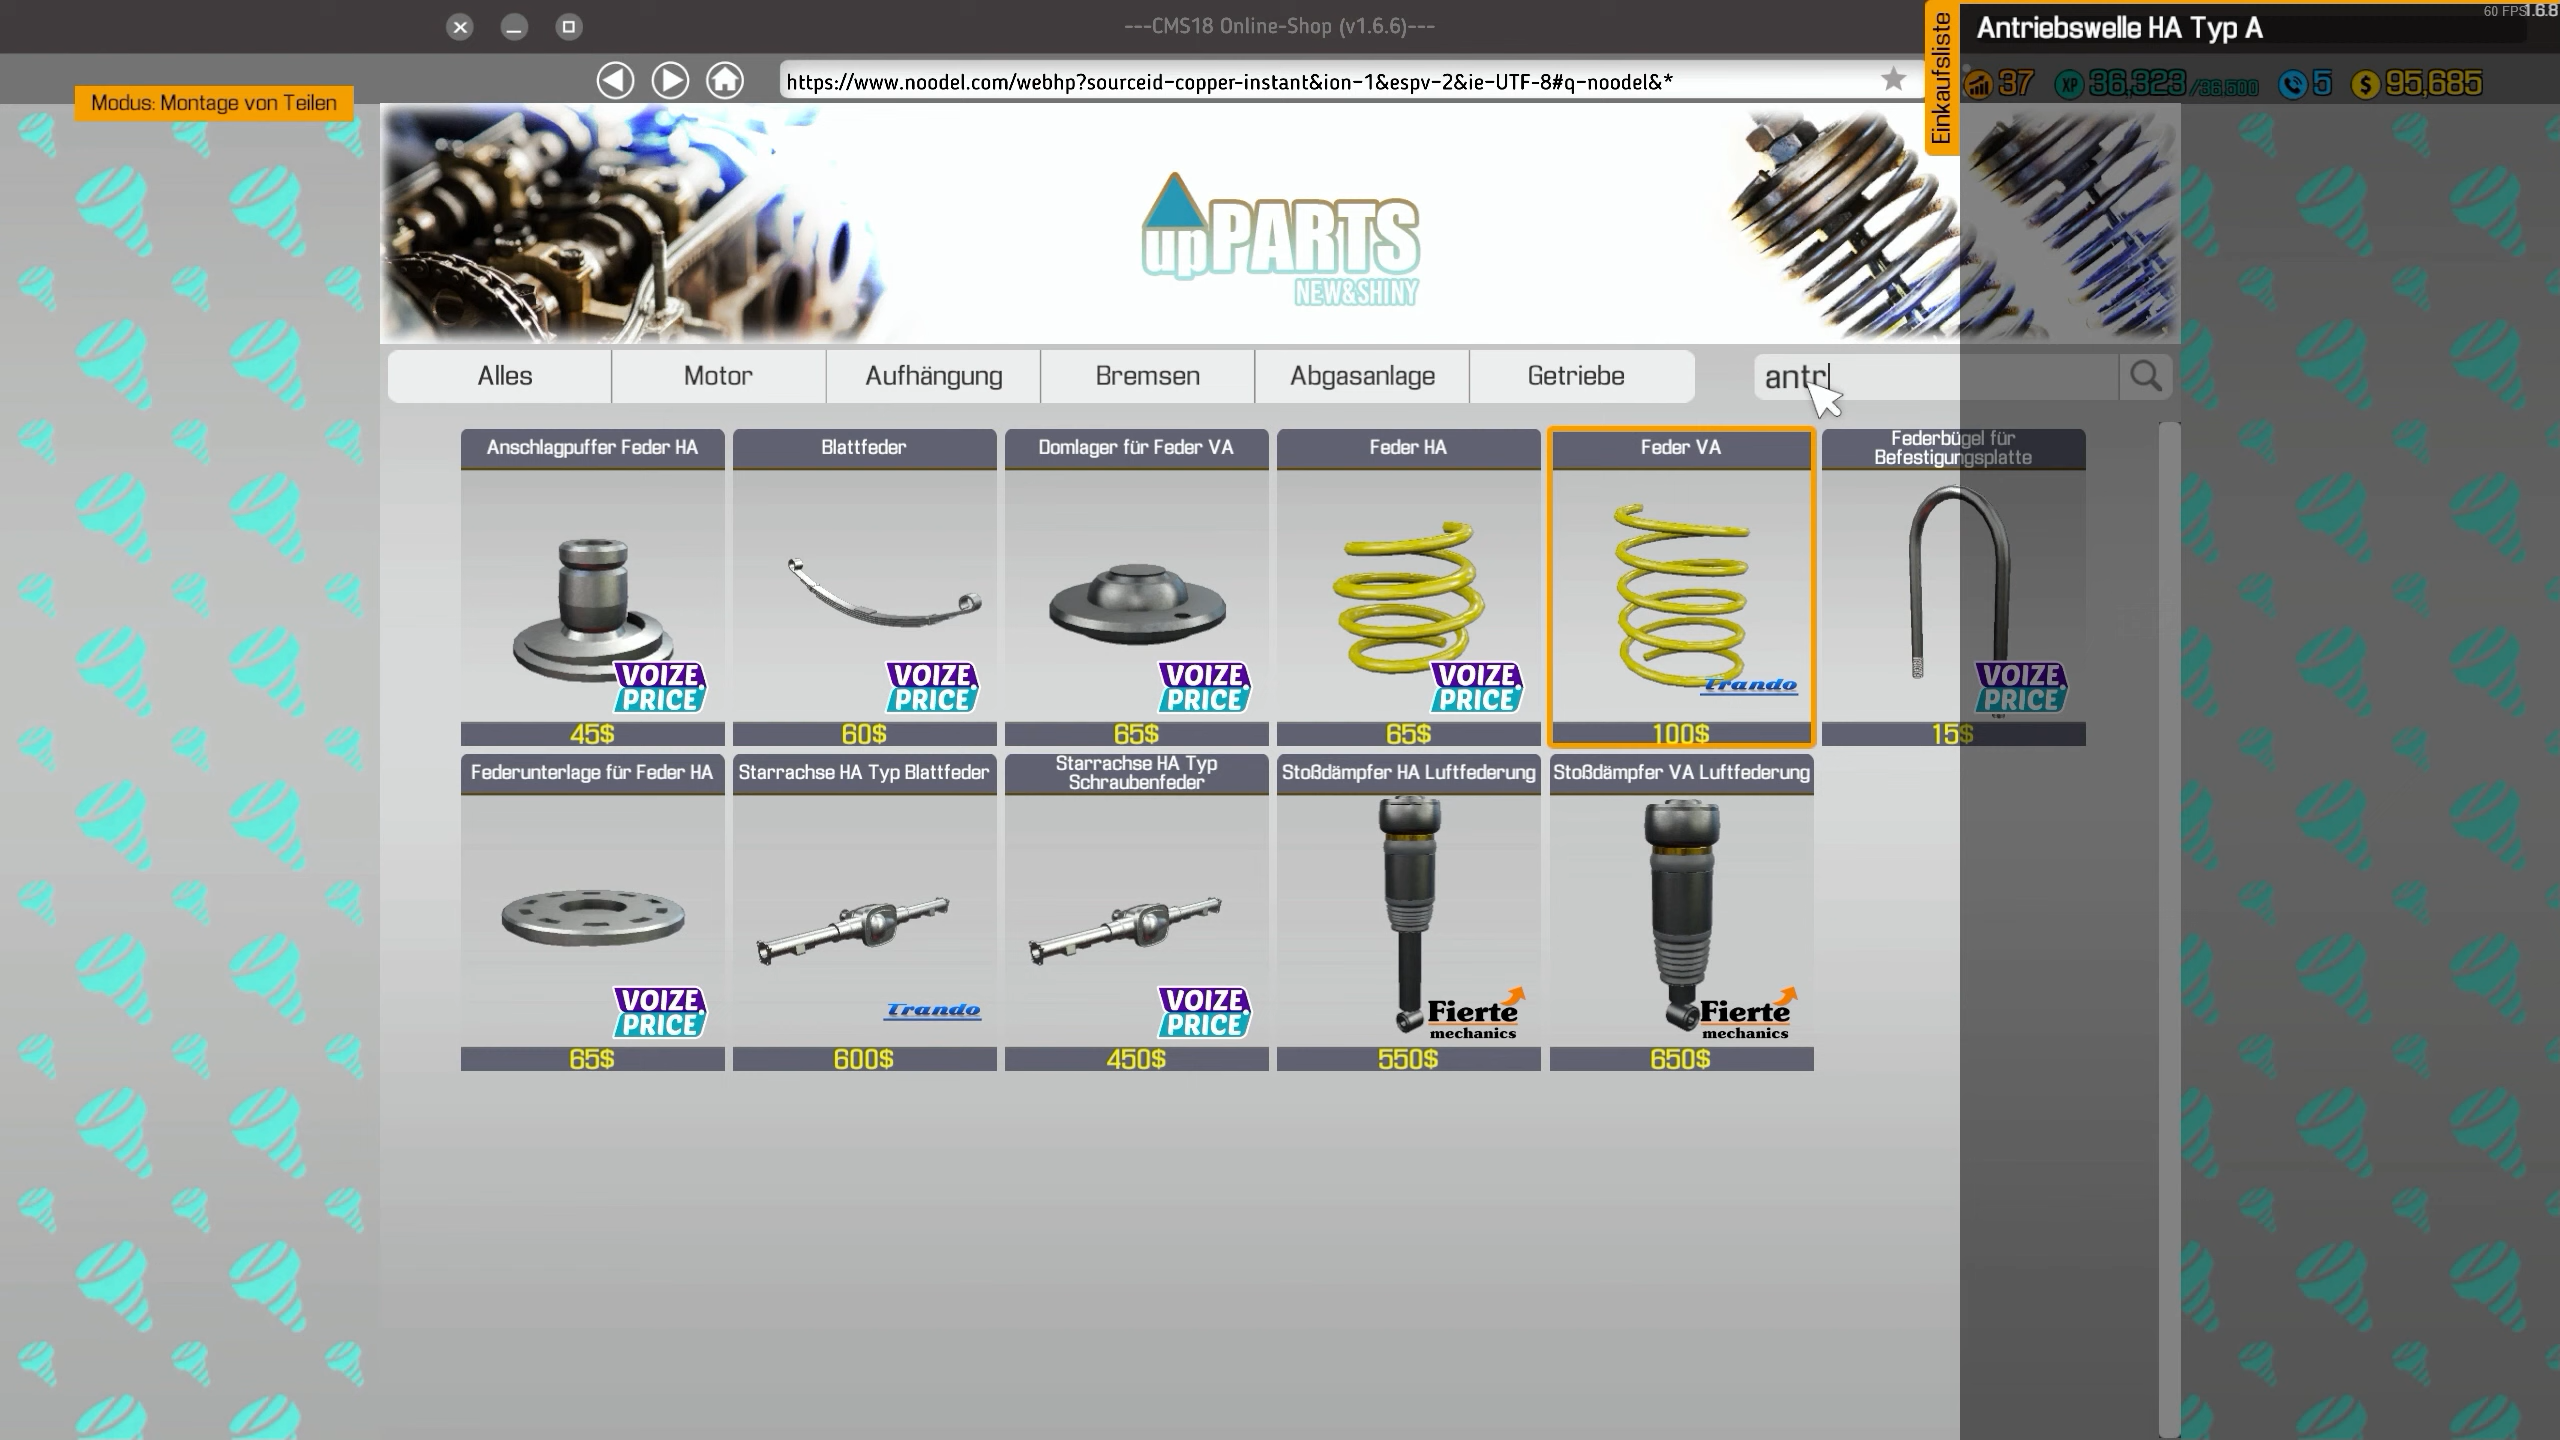 ---CMS18 Online-Shop (v1.6.6)---
60 FPS
1.6.8
Einkaufsliste
Antriebswelle HA Typ A
https://www.noodel.com/webhp?sourceid-copper-instant&ion-1&espv-2&ie-UTF-8#q-noodel&*
37 XP 36,323/36,500 5 $ 95,685
Modus: Montage von Teilen
upPARTS
NEW&SHINY
Alles Motor Aufhängung Bremsen Abgasanlage Getriebe antr
Anschlagpuffer Feder HA
VOIZE
PRICE
45$
Blattfeder
VOIZE
PRICE
60$
Domlager für Feder VA
VOIZE
PRICE
65$
Feder HA
VOIZE
PRICE
65$
Feder VA
Trando
100$
Federbügel für
Befestigungsplatte
VOIZE
PRICE
15$
Federunterlage für Feder HA
VOIZE
PRICE
65$
Starrachse HA Typ Blattfeder
Trando
600$
Starrachse HA Typ
Schraubenfeder
VOIZE
PRICE
450$
Stoßdämpfer HA Luftfederung
Fierte
mechanics
550$
Stoßdämpfer VA Luftfederung
Fierte
mechanics
650$